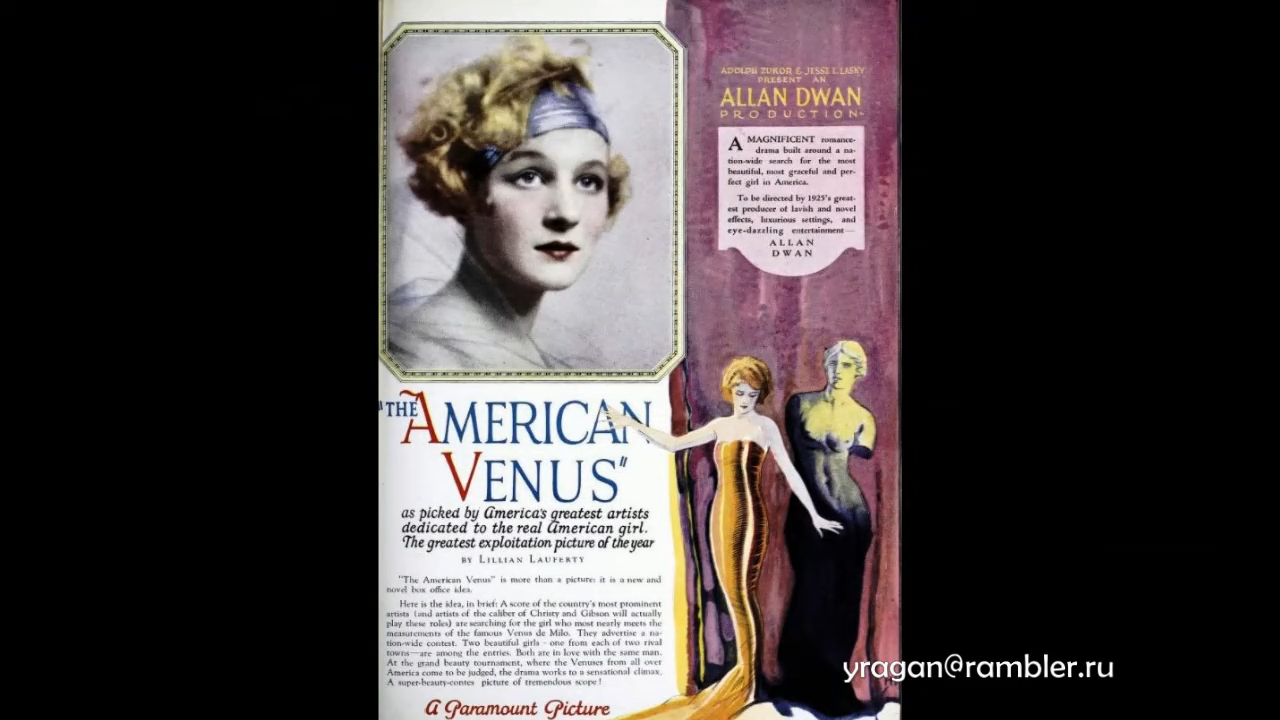 ADOLPH ZUKOR & JESSE L. LASKY
PRESENT AN
ALLAN DWAN
PRODUCTION
A MAGNIFICENT romance-
drama built around a na-
tion-wide search for the most
beautiful, most graceful and per-
fect girl in America.
To be directed by 1925's great-
est producer of lavish and novel
effects, luxurious settings, and
eye-dazzling entertainment—
ALLAN
DWAN
"THE AMERICAN
VENUS"
as picked by America's greatest artists
dedicated to the real American girl.
The greatest exploitation picture of the year
BY LILLIAN LAUFERTY
"The American Venus" is more than a picture: it is a new and
novel box office idea.
Here is the idea, in brief: A score of the country's most prominent
artists (and artists of the caliber of Christy and Gibson will actually
play these roles) are searching for the girl who most nearly meets the
measurements of the famous Venus de Milo. They advertise a na-
tion-wide contest. Two beautiful girls - one from each of two rival
towns—are among the entries. Both are in love with the same man.
At the grand beauty tournament, where the Venuses from all over
America come to be judged, the drama works to a sensational climax.
A super-beauty-contes picture of tremendous scope!
A Paramount Picture
yragan@rambler.ru